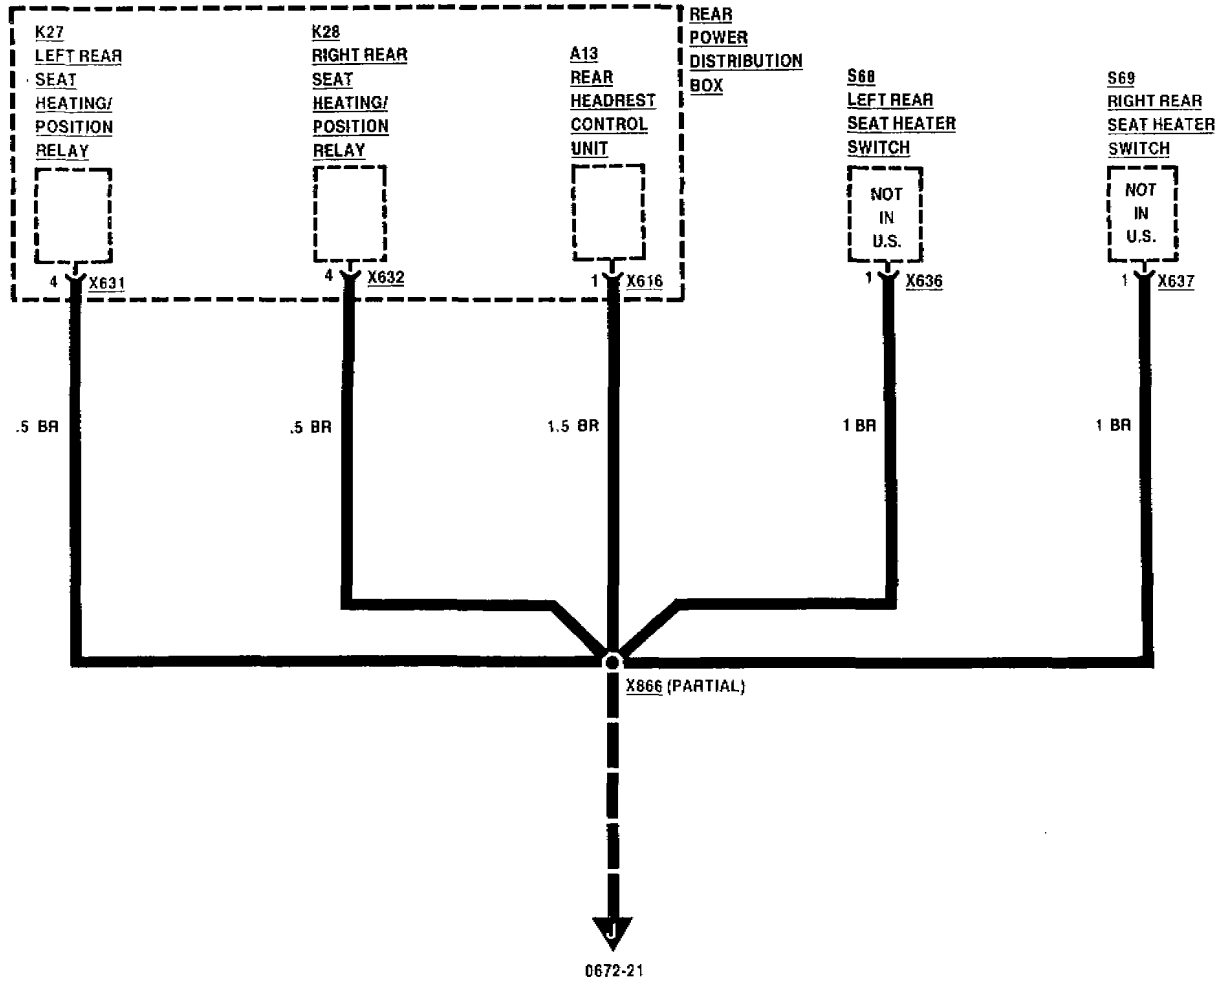 K27
LEFT REAR
SEAT
HEATING/
POSITION
RELAY
K28
RIGHT REAR
SEAT
HEATING/
POSITION
RELAY
A13
REAR
HEADREST
CONTROL
UNIT
REAR
POWER
DISTRIBUTION
BOX
S68
LEFT REAR
SEAT HEATER
SWITCH
S69
RIGHT REAR
SEAT HEATER
SWITCH
NOT
IN
U.S.
NOT
IN
U.S.
4 X631
4 X632
1 X616
1 X636
1 X637
.5 BR
.5 BR
1.5 BR
1 BR
1 BR
X866 (PARTIAL)
J
0672-21